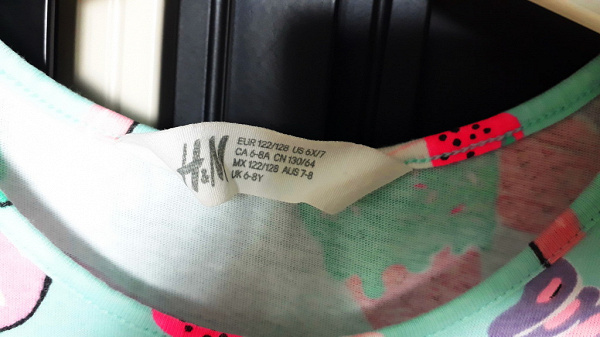 H&M
EUR 122/128 US 6X/7
CA 6-8A CN 130/64
MX 122/128 AUS 7-8
UK 6-8Y